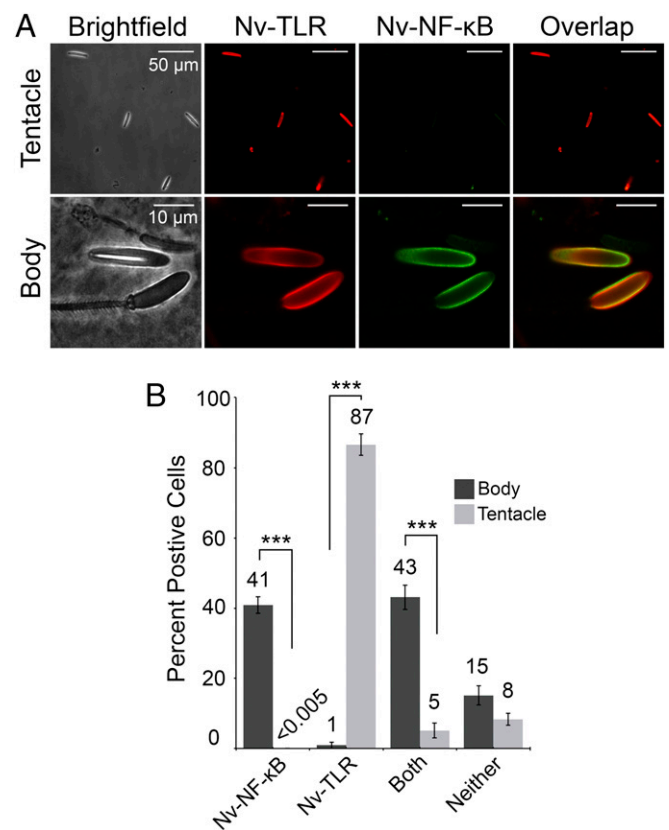 A
Brightfield Nv-TLR Nv-NF-κB Overlap
Tentacle
50 μm
Body
10 μm
B
Percent Postive Cells
100
80
60
40
20
0
***
41
<0.005
***
87
1
***
43
5
15
8
Body
Tentacle
Nv-NF-κB
Nv-TLR
Both
Neither